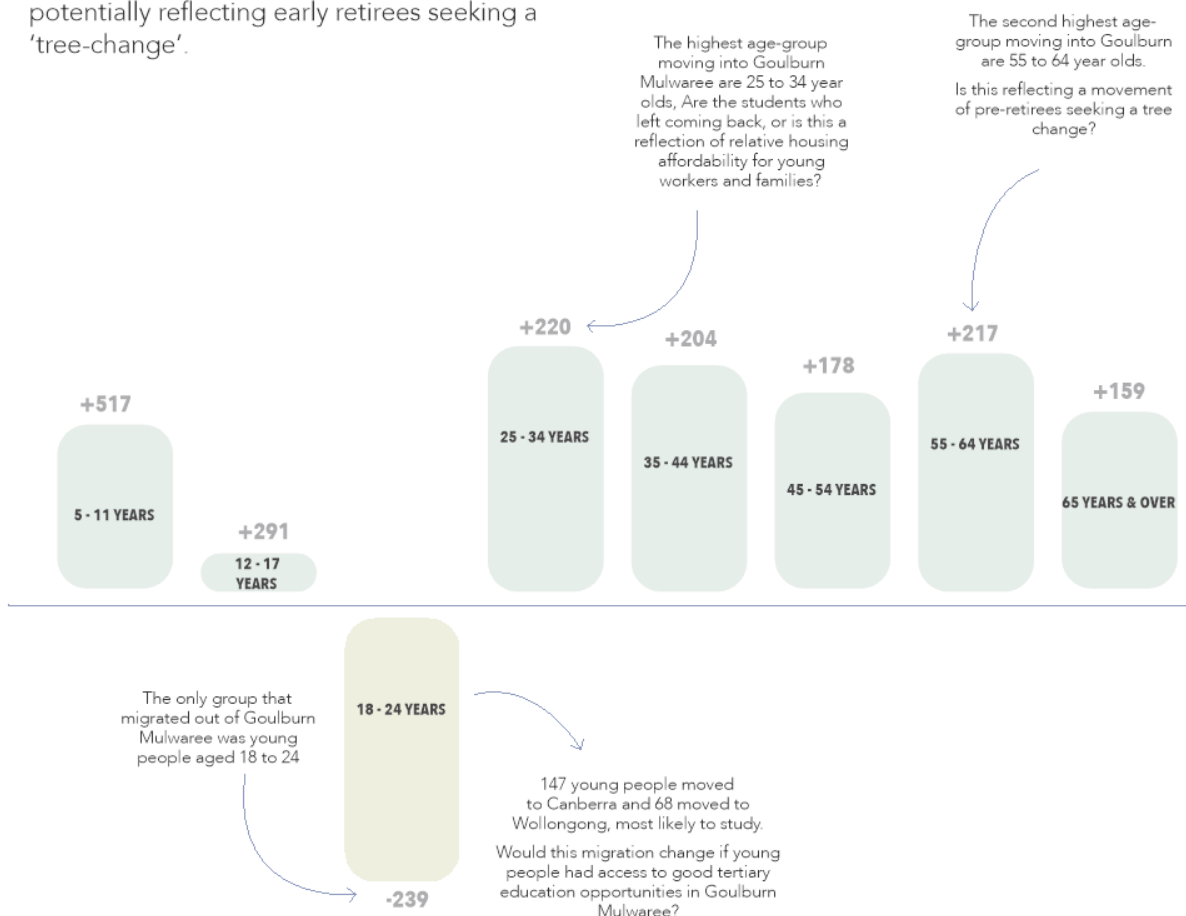 potentially reflecting early retirees seeking a
'tree-change'.
The highest age-group
moving into Goulburn
Mulwaree are 25 to 34 year
olds, Are the students who
left coming back, or is this a
reflection of relative housing
affordability for young
workers and families?
The second highest age-
group moving into Goulburn
are 55 to 64 year olds.
Is this reflecting a movement
of pre-retirees seeking a tree
change?
+517
5 - 11 YEARS
+291
12 - 17
YEARS
+220
25 - 34 YEARS
+204
35 - 44 YEARS
+178
45 - 54 YEARS
+217
55 - 64 YEARS
+159
65 YEARS & OVER
The only group that
migrated out of Goulburn
Mulwaree was young
people aged 18 to 24
18 - 24 YEARS
-239
147 young people moved
to Canberra and 68 moved to
Wollongong, most likely to study.
Would this migration change if young
people had access to good tertiary
education opportunities in Goulburn
Mulwaree?